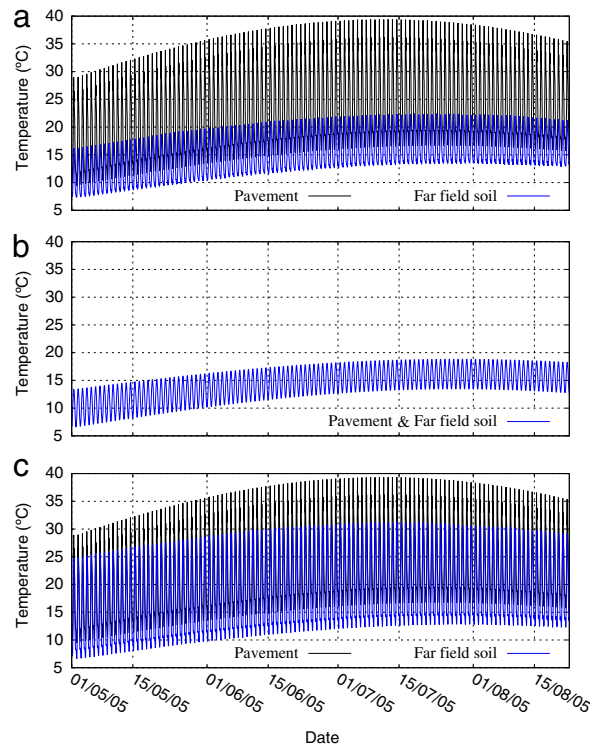 a
Temperature (ºC)
40
35
30
25
20
15
10
5
Pavement
Far field soil
b
Temperature (ºC)
40
35
30
25
20
15
10
5
Pavement & Far field soil
c
Temperature (ºC)
40
35
30
25
20
15
10
5
Pavement
Far field soil
01/05/05
15/05/05
01/06/05
15/06/05
01/07/05
15/07/05
01/08/05
15/08/05
Date